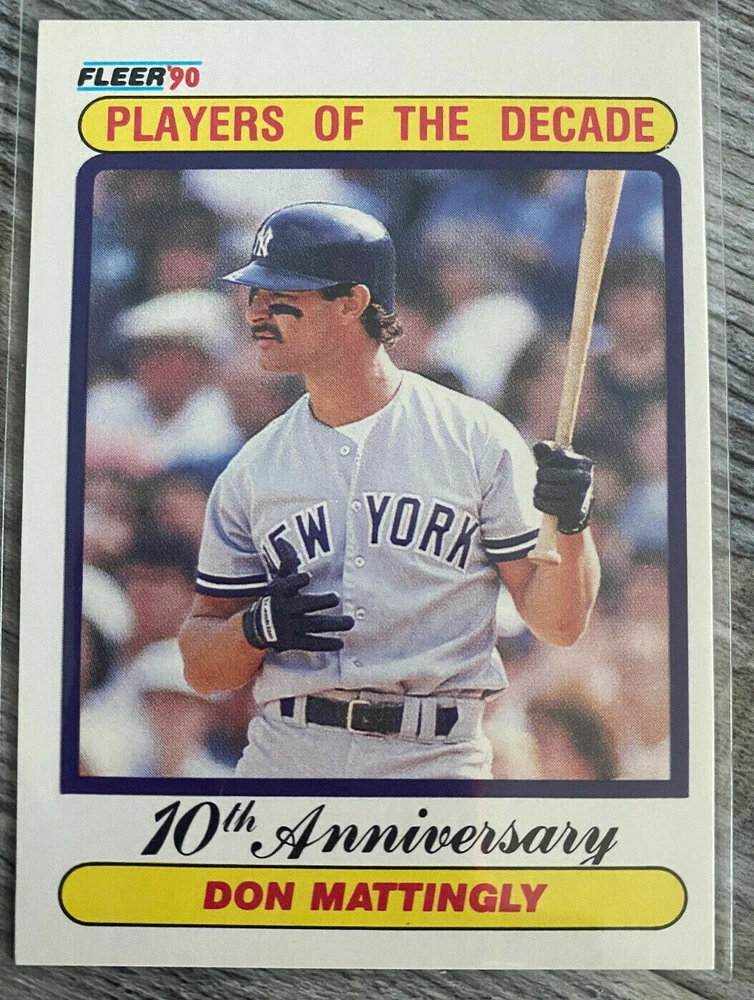 FLEER'90
PLAYERS OF THE DECADE
NY
NEW YORK
10th Anniversary
DON MATTINGLY